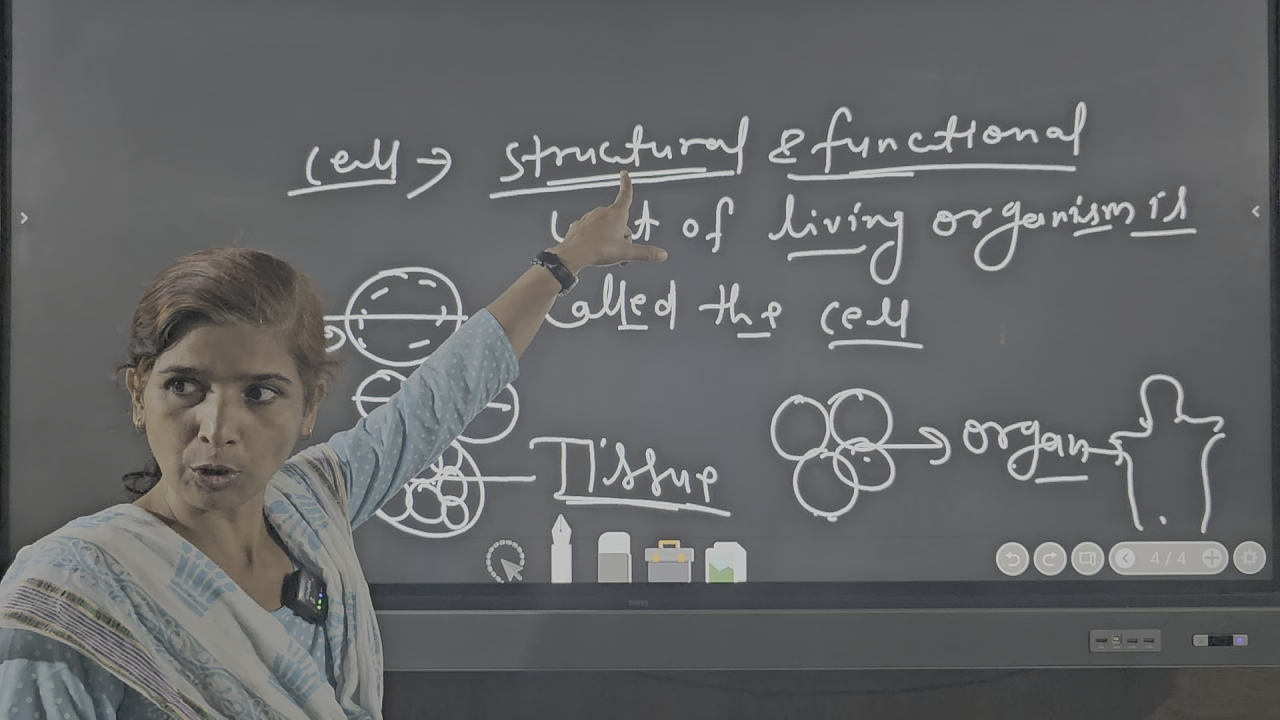 cell → structural & functional
of living organism is
called the cell
Tissue
organ
4/4